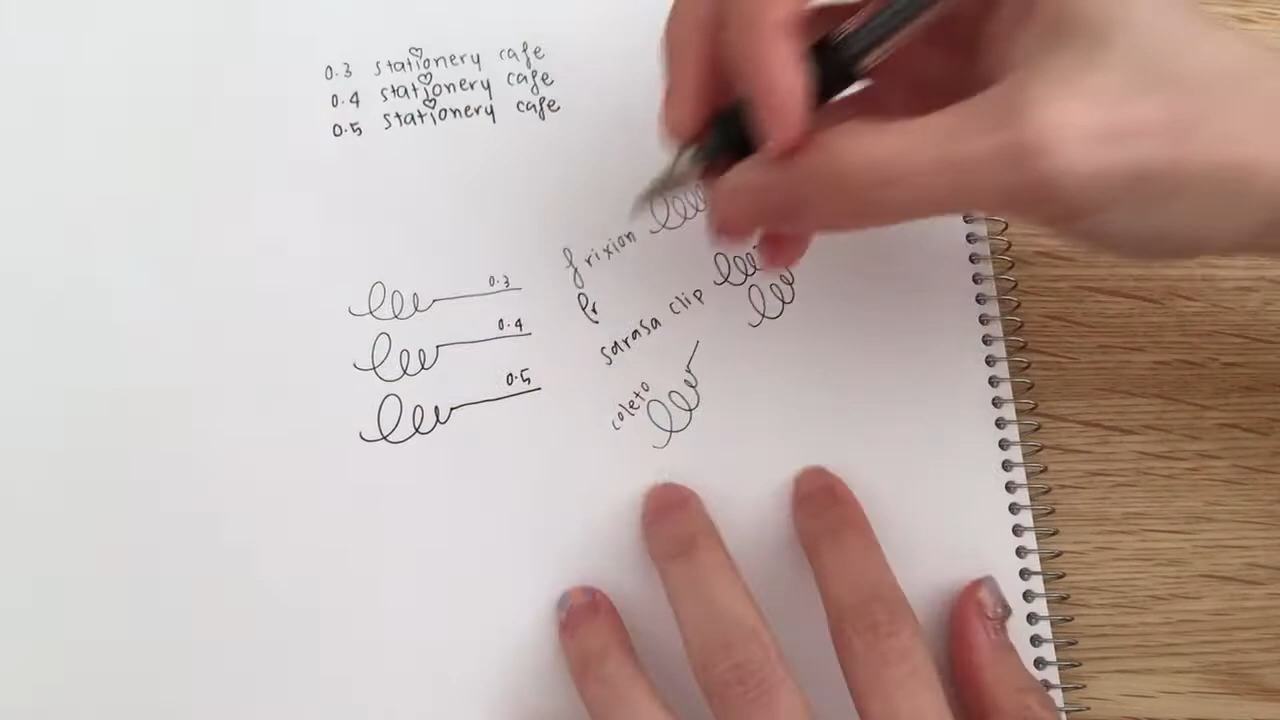 0.3 stationery cafe
0.4 stationery cafe
0.5 stationery cafe
0.3
0.4
0.5
frixion
Pr
sarasa clip
coleto